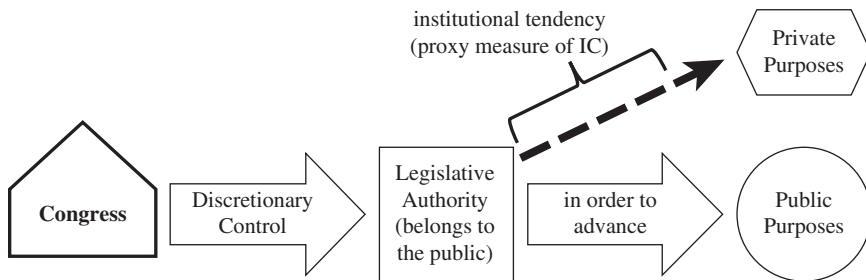 institutional tendency
(proxy measure of IC)
Private
Purposes
Congress
Discretionary
Control
Legislative
Authority
(belongs to
the public)
in order to
advance
Public
Purposes